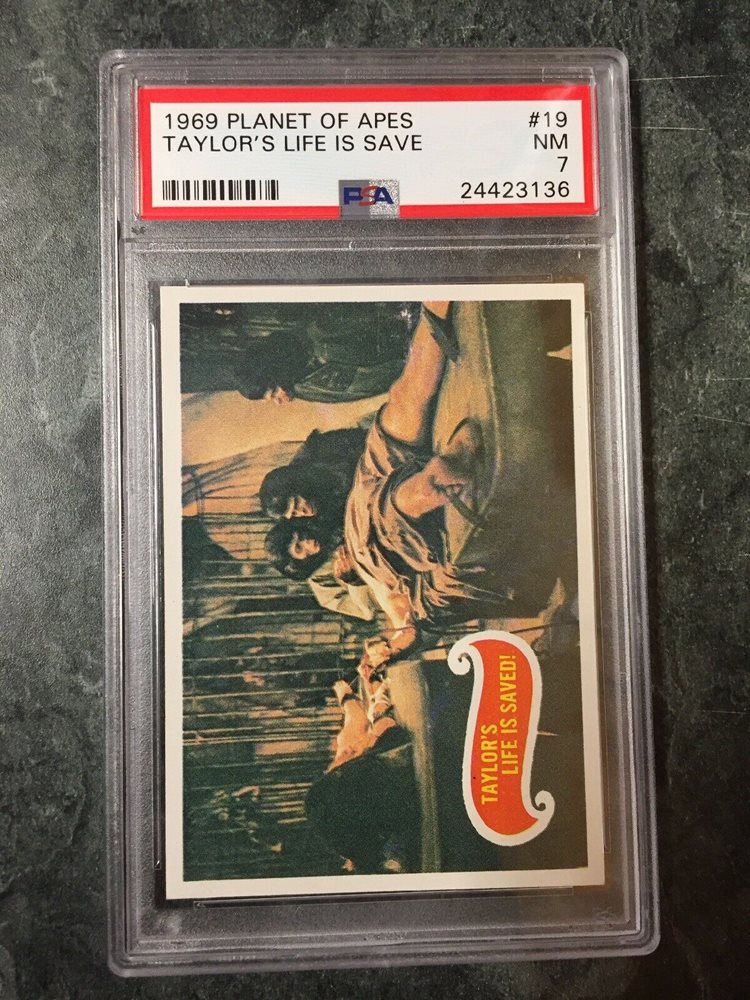 1969 PLANET OF APES #19
TAYLOR'S LIFE IS SAVE NM
7
PSA 24423136
TAYLOR'S
LIFE IS SAVED!